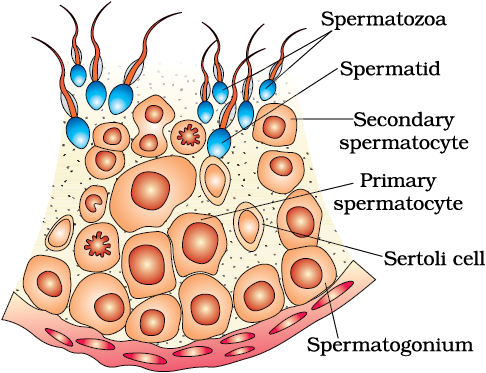 Spermatozoa
Spermatid
Secondary
spermatocyte
Primary
spermatocyte
Sertoli cell
Spermatogonium